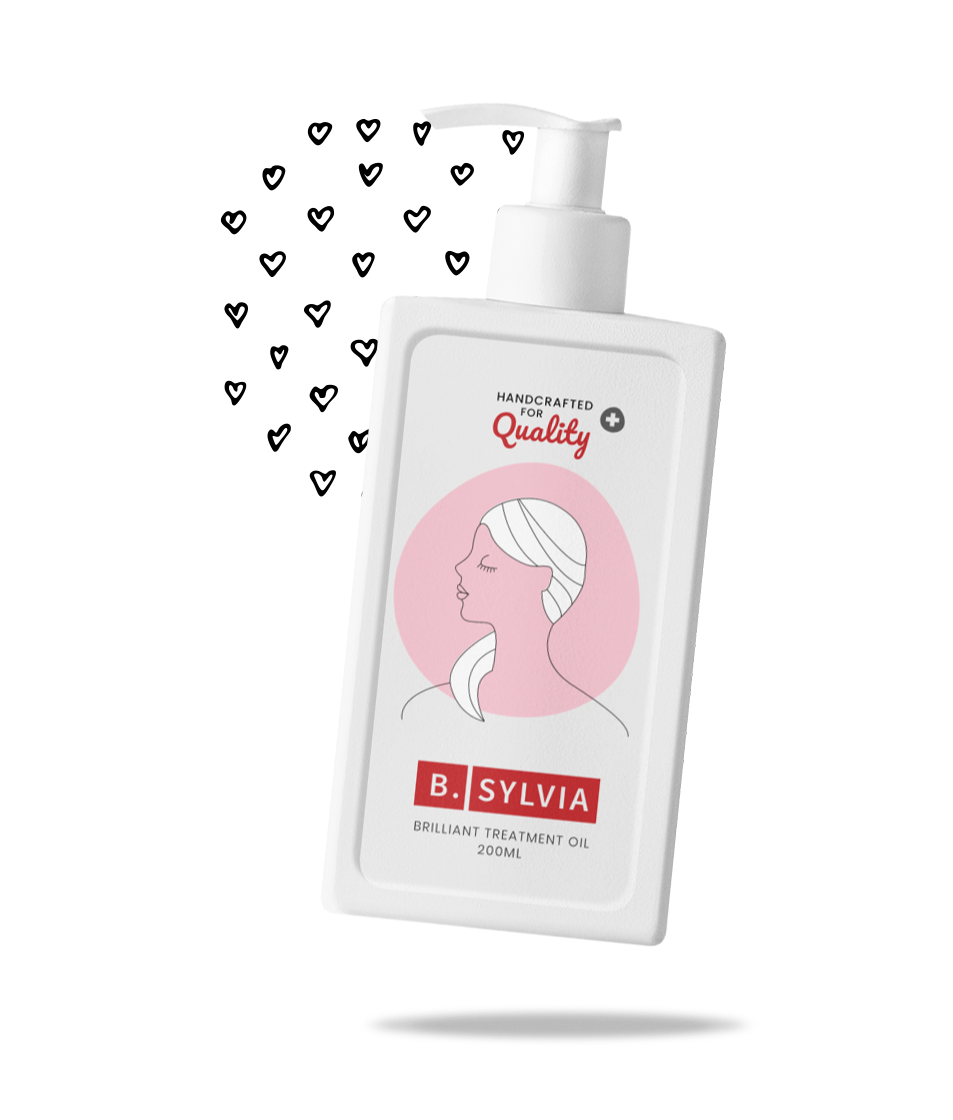 HANDCRAFTED
FOR
Quality
B. SYLVIA
BRILLIANT TREATMENT OIL
200ML